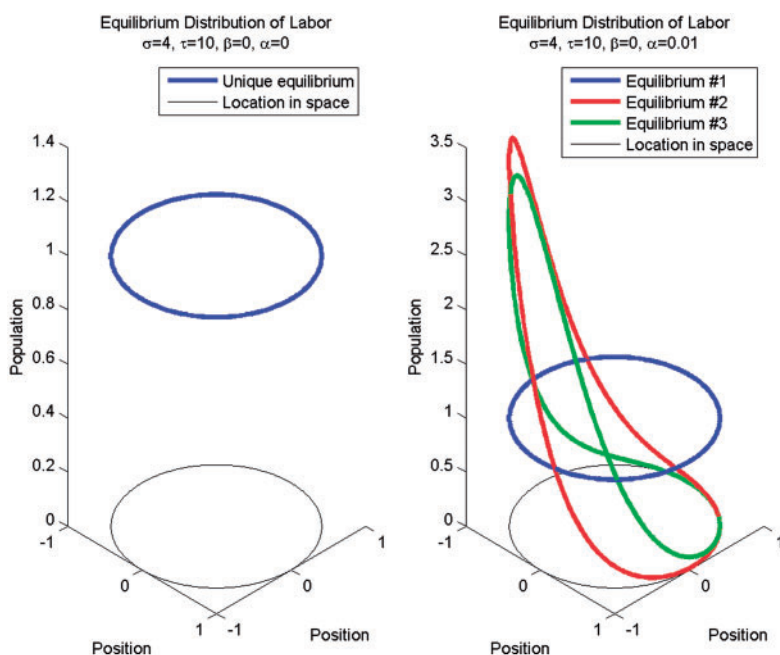 Equilibrium Distribution of Labor
σ=4, τ=10, β=0, α=0
Unique equilibrium
Location in space
1.4
1.2
1
0.8
0.6
0.4
0.2
0
Population
-1
0
1
-1
0
1
Position
Position
Equilibrium Distribution of Labor
σ=4, τ=10, β=0, α=0.01
Equilibrium #1
Equilibrium #2
Equilibrium #3
Location in space
3.5
3
2.5
2
1.5
1
0.5
0
Population
-1
0
1
-1
0
1
Position
Position